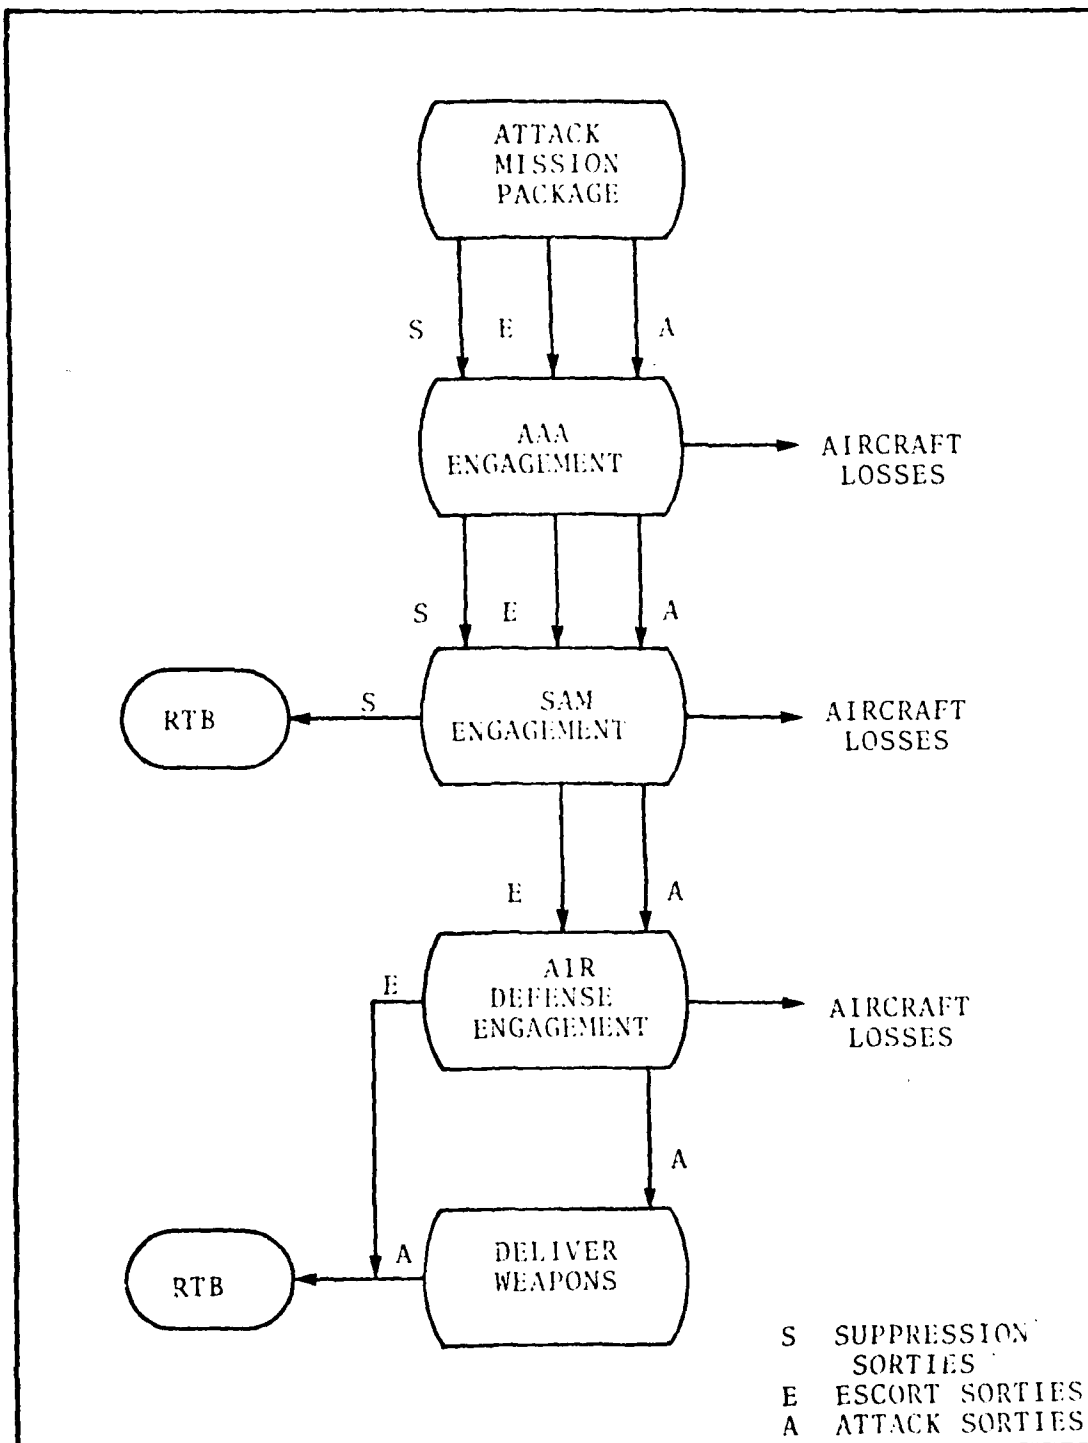 ATTACK
MISSION
PACKAGE
S E A
AAA
ENGAGEMENT
AIRCRAFT
LOSSES
S E A
RTB
S
SAM
ENGAGEMENT
AIRCRAFT
LOSSES
E A
E
AIR
DEFENSE
ENGAGEMENT
AIRCRAFT
LOSSES
A
RTB
A
DELIVER
WEAPONS
S SUPPRESSION
SORTIES
E ESCORT SORTIES
A ATTACK SORTIES